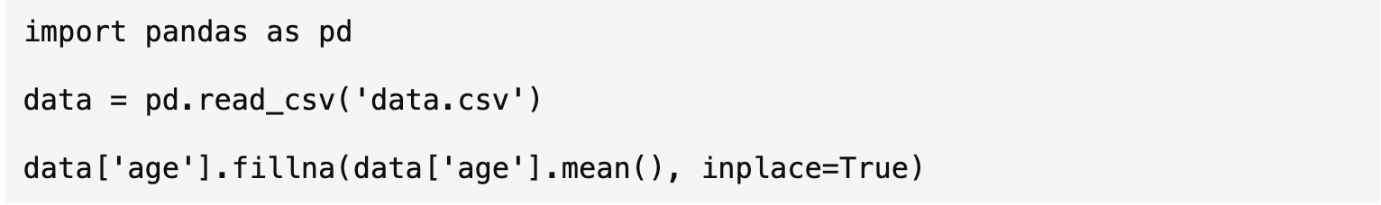 import pandas as pd
data = pd.read_csv('data.csv')
data['age'].fillna(data['age'].mean(), inplace=True)